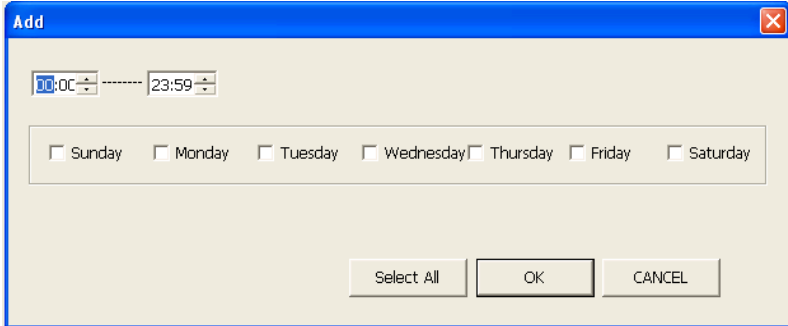 Add
00:00 -------- 23:59
Sunday Monday Tuesday Wednesday Thursday Friday Saturday
Select All OK CANCEL